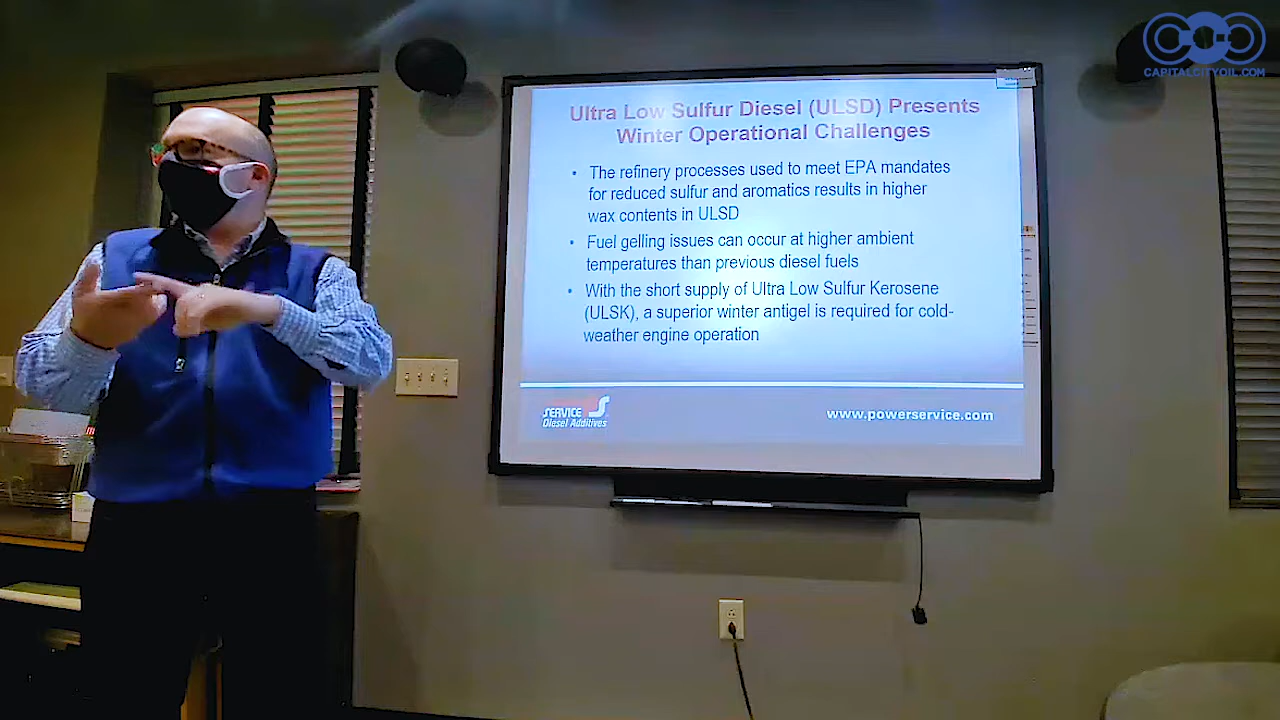 CAPITALCITYOIL.COM
Ultra Low Sulfur Diesel (ULSD) Presents
Winter Operational Challenges
• The refinery processes used to meet EPA mandates
for reduced sulfur and aromatics results in higher
wax contents in ULSD
• Fuel gelling issues can occur at higher ambient
temperatures than previous diesel fuels
• With the short supply of Ultra Low Sulfur Kerosene
(ULSK), a superior winter antigel is required for cold-
weather engine operation
SERVICE
Diesel Additives
www.powerservice.com